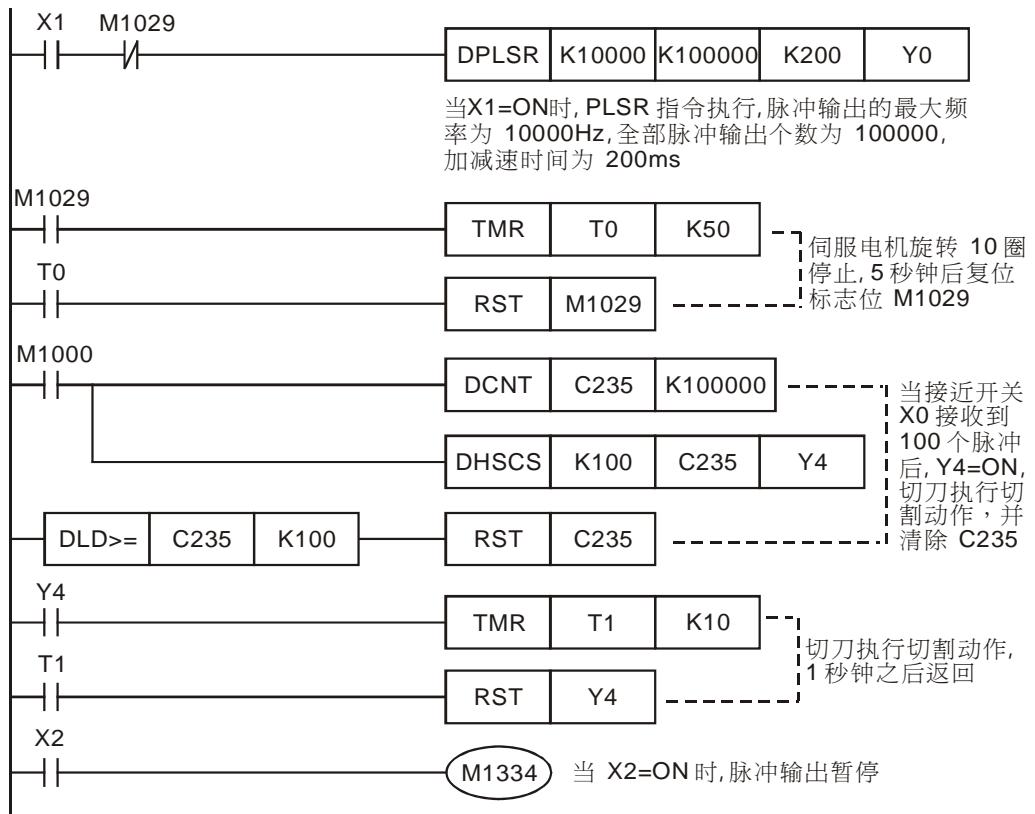 X1 M1029
DPLSR K10000 K100000 K200 Y0
当X1=ON时, PLSR 指令执行,脉冲输出的最大频
率为 10000Hz,全部脉冲输出个数为 100000,
加减速时间为 200ms
M1029
TMR T0 K50
伺服电机旋转 10 圈
停止, 5 秒钟后复位
标志位 M1029
T0
RST M1029
M1000
DCNT C235 K100000
当接近开关
X0 接收到
100 个脉冲
后, Y4=ON,
切刀执行切
割动作，并
清除 C235
DHSCS K100 C235 Y4
DLD>= C235 K100 RST C235
Y4
TMR T1 K10
切刀执行切割动作,
1 秒钟之后返回
T1
RST Y4
X2
M1334 当 X2=ON 时,脉冲输出暂停